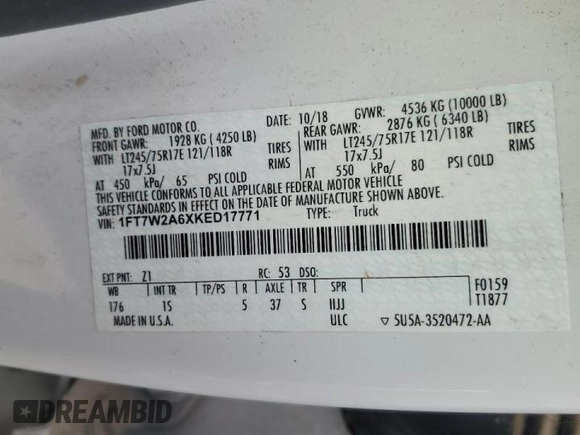 MFD. BY FORD MOTOR CO.
DATE: 10/18 GVWR: 4536 KG (10000 LB)
FRONT GAWR: 1928 KG ( 4250 LB) REAR GAWR: 2876 KG ( 6340 LB)
WITH LT245/75R17E 121/118R TIRES WITH LT245/75R17E 121/118R TIRES
17x7.5J RIMS 17x7.5J RIMS
AT 450 kPa/ 65 PSI COLD AT 550 kPa/ 80 PSI COLD
THIS VEHICLE CONFORMS TO ALL APPLICABLE FEDERAL MOTOR VEHICLE
SAFETY STANDARDS IN EFFECT ON THE DATE OF MANUFACTURE SHOWN ABOVE.
VIN: 1FT7W2A6XKED17771 TYPE: Truck
EXT PNT: Z1 RC: 53 DSO:
WB INT TR TP/PS R AXLE TR SPR F0159
176 1S 5 37 S IIJJ T1877
MADE IN U.S.A. ULC ▽ 5U5A-3520472-AA
DREAMBID